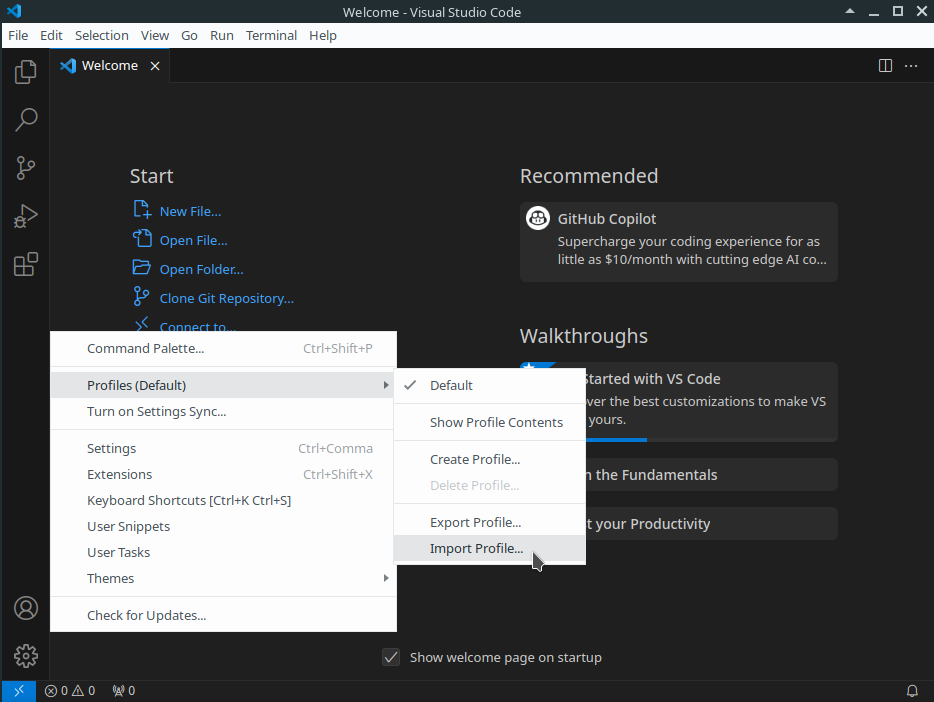 Welcome - Visual Studio Code
File Edit Selection View Go Run Terminal Help
Welcome
Start
New File...
Open File...
Open Folder...
Clone Git Repository...
Connect to...
Recommended
GitHub Copilot
Supercharge your coding experience for as
little as $10/month with cutting edge AI co...
Walkthroughs
Started with VS Code
the best customizations to make VS
yours.
the Fundamentals
your Productivity
Command Palette... Ctrl+Shift+P
Profiles (Default)
Turn on Settings Sync...
Settings Ctrl+Comma
Extensions Ctrl+Shift+X
Keyboard Shortcuts [Ctrl+K Ctrl+S]
User Snippets
User Tasks
Themes
Check for Updates...
Default
Show Profile Contents
Create Profile...
Delete Profile...
Export Profile...
Import Profile...
Show welcome page on startup
0 0 0